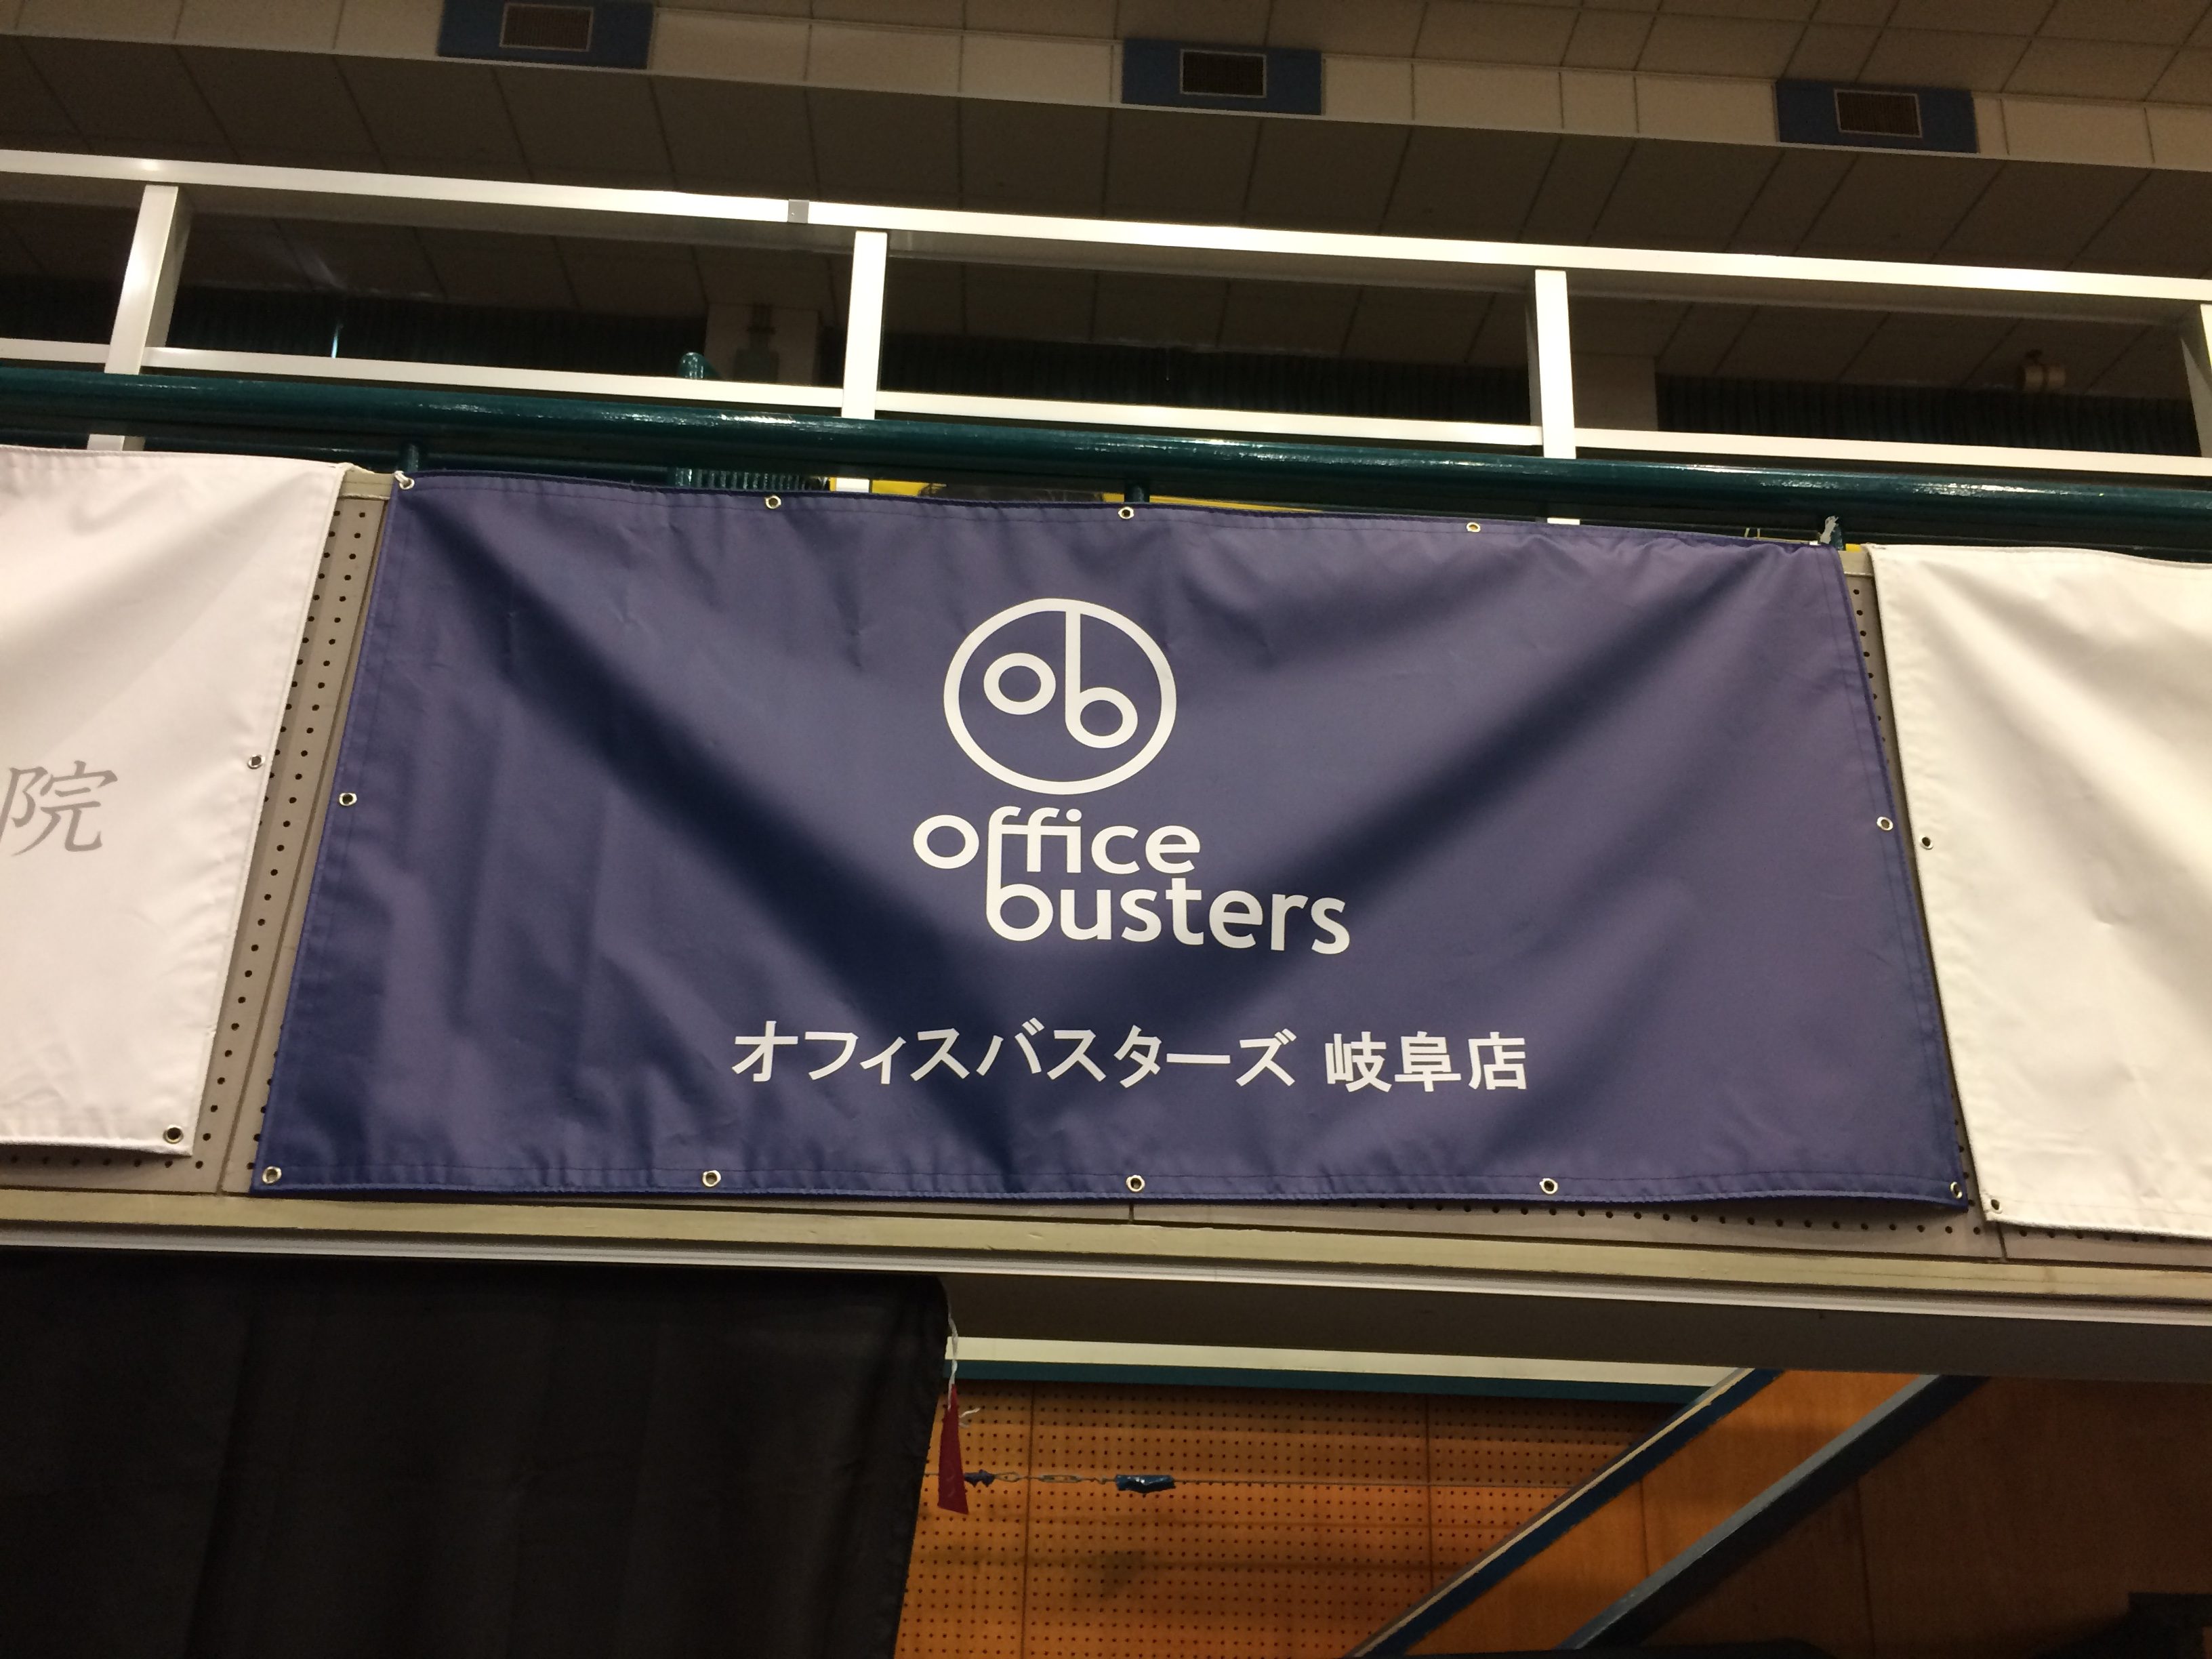 院
ob
office
busters
オフィスバスターズ 岐阜店